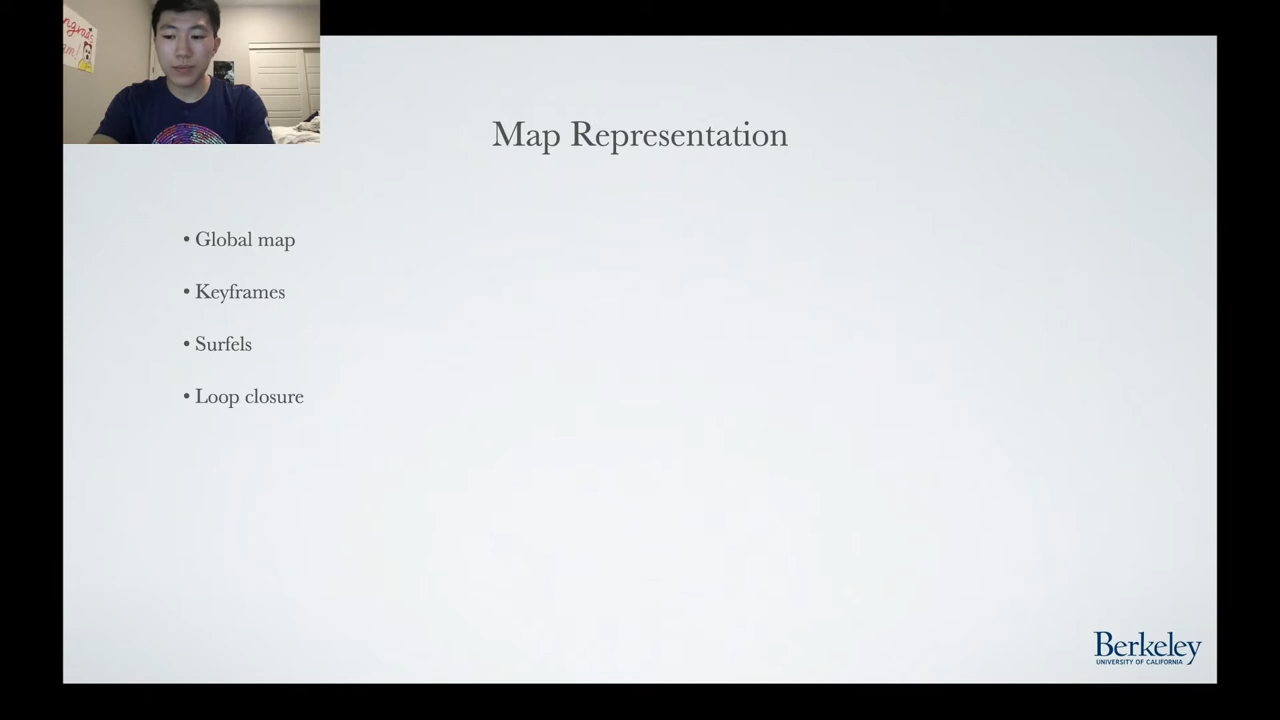 Map Representation
• Global map
• Keyframes
• Surfels
• Loop closure
Berkeley
UNIVERSITY OF CALIFORNIA